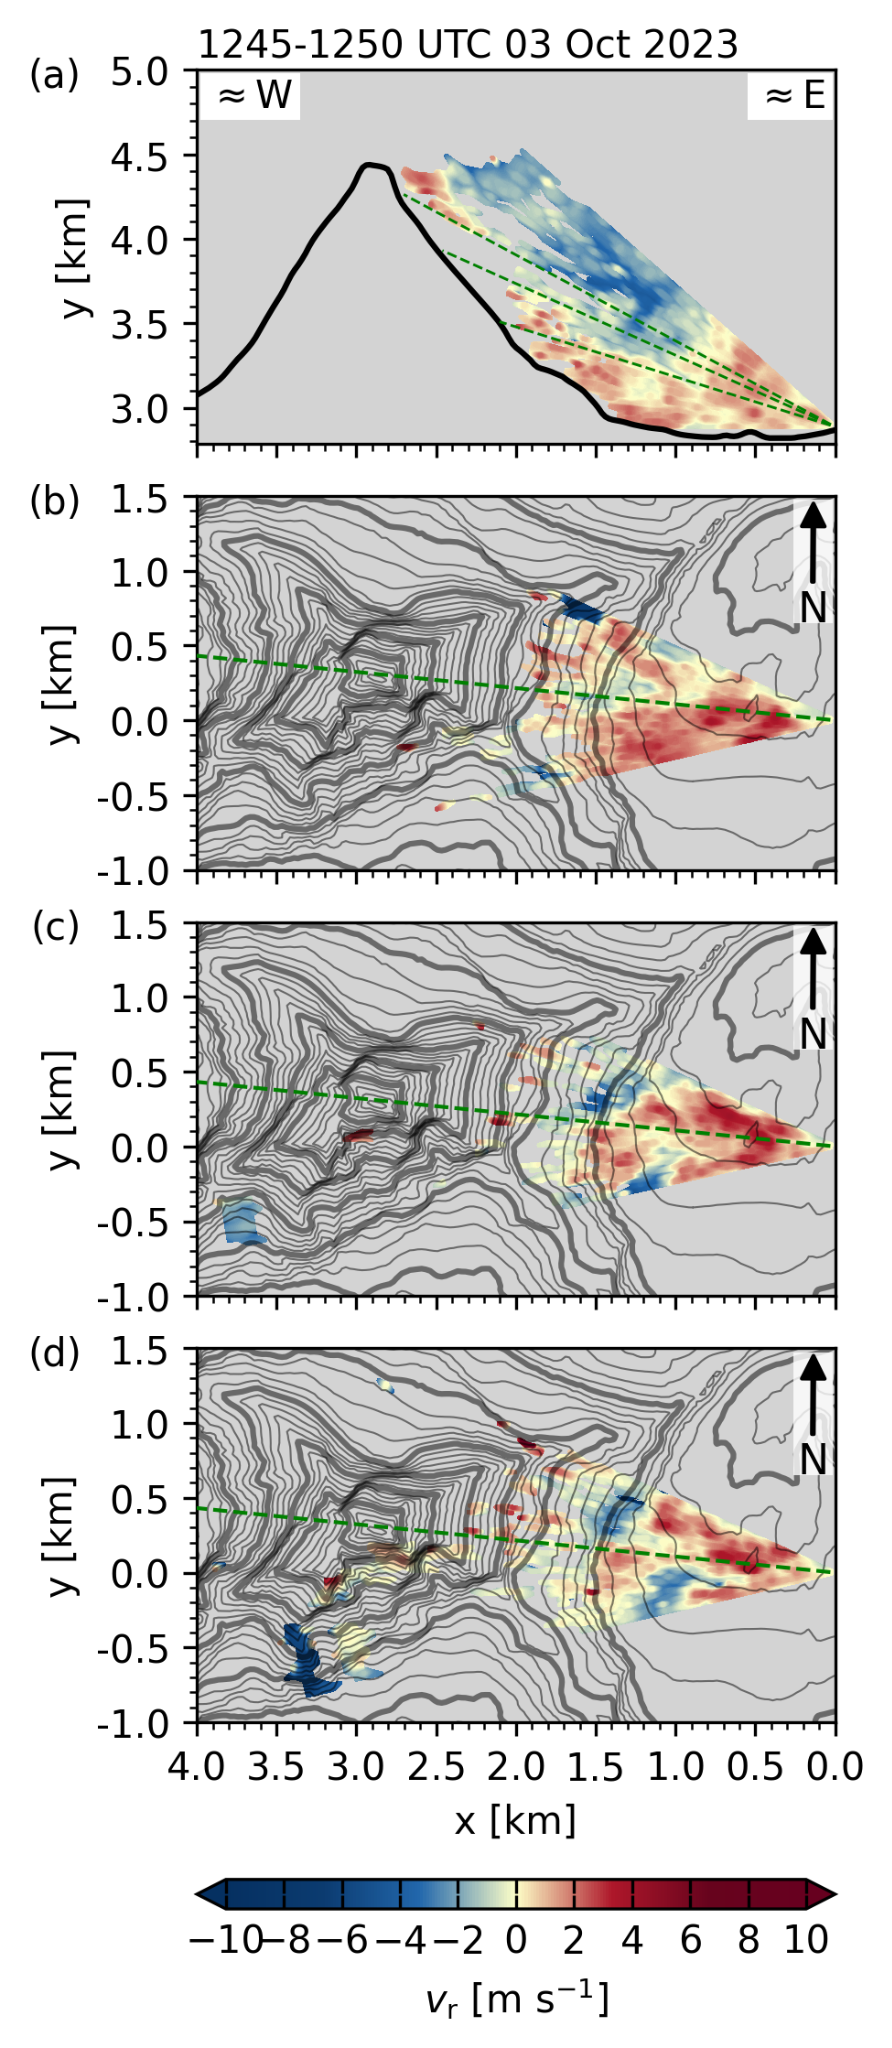 1245-1250 UTC 03 Oct 2023
(a)
≈W
≈E
5.0
4.5
4.0
3.5
3.0
y [km]
(b)
1.5
1.0
0.5
0.0
-0.5
-1.0
y [km]
N
(c)
1.5
1.0
0.5
0.0
-0.5
-1.0
y [km]
N
(d)
1.5
1.0
0.5
0.0
-0.5
-1.0
y [km]
N
4.0 3.5 3.0 2.5 2.0 1.5 1.0 0.5 0.0
x [km]
−10 −8 −6 −4 −2 0 2 4 6 8 10
vr [m s−1]